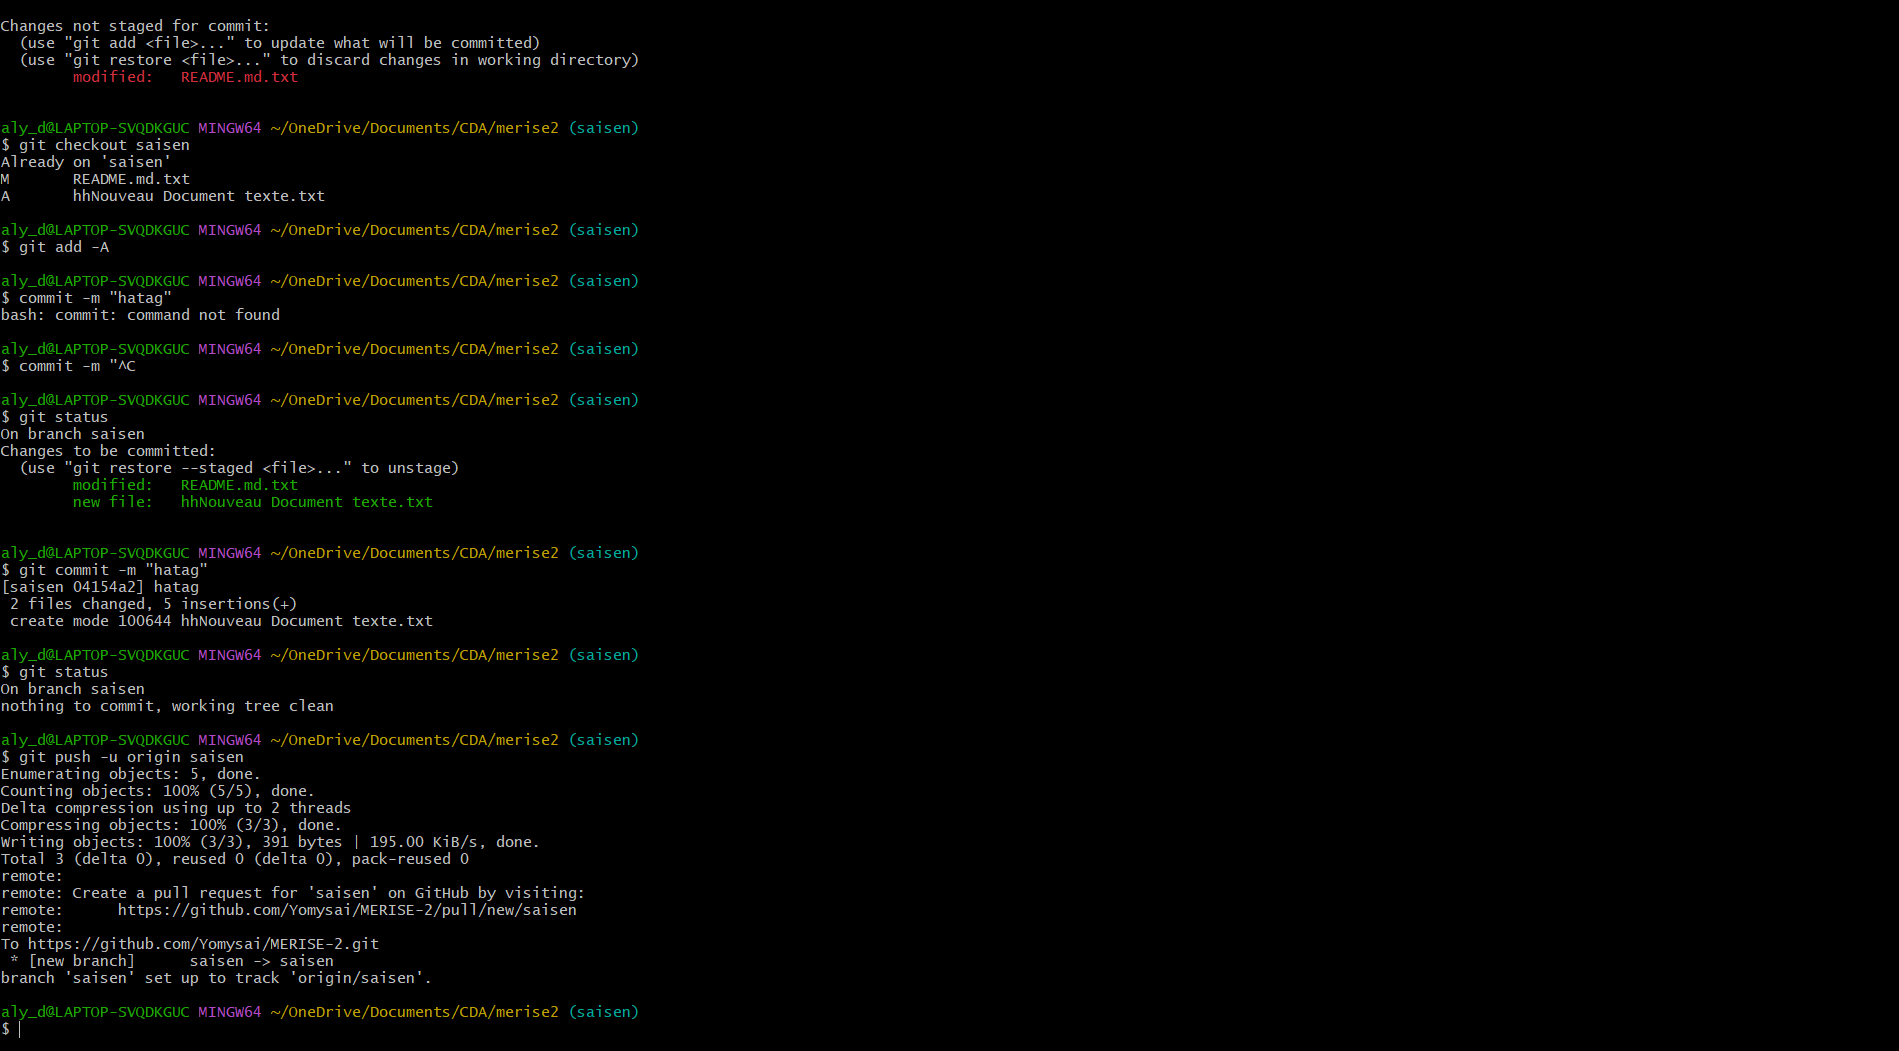 Changes not staged for commit:
  (use "git add <file>..." to update what will be committed)
  (use "git restore <file>..." to discard changes in working directory)
        modified:   README.md.txt
aly_d@LAPTOP-SVQDKGUC MINGW64 ~/OneDrive/Documents/CDA/merise2 (saisen)
$ git checkout saisen
Already on 'saisen'
M       README.md.txt
A       hhNouveau Document texte.txt
aly_d@LAPTOP-SVQDKGUC MINGW64 ~/OneDrive/Documents/CDA/merise2 (saisen)
$ git add -A
aly_d@LAPTOP-SVQDKGUC MINGW64 ~/OneDrive/Documents/CDA/merise2 (saisen)
$ commit -m "hatag"
bash: commit: command not found
aly_d@LAPTOP-SVQDKGUC MINGW64 ~/OneDrive/Documents/CDA/merise2 (saisen)
$ commit -m "^C
aly_d@LAPTOP-SVQDKGUC MINGW64 ~/OneDrive/Documents/CDA/merise2 (saisen)
$ git status
On branch saisen
Changes to be committed:
  (use "git restore --staged <file>..." to unstage)
        modified:   README.md.txt
        new file:   hhNouveau Document texte.txt
aly_d@LAPTOP-SVQDKGUC MINGW64 ~/OneDrive/Documents/CDA/merise2 (saisen)
$ git commit -m "hatag"
[saisen 04154a2] hatag
 2 files changed, 5 insertions(+)
 create mode 100644 hhNouveau Document texte.txt
aly_d@LAPTOP-SVQDKGUC MINGW64 ~/OneDrive/Documents/CDA/merise2 (saisen)
$ git status
On branch saisen
nothing to commit, working tree clean
aly_d@LAPTOP-SVQDKGUC MINGW64 ~/OneDrive/Documents/CDA/merise2 (saisen)
$ git push -u origin saisen
Enumerating objects: 5, done.
Counting objects: 100% (5/5), done.
Delta compression using up to 2 threads
Compressing objects: 100% (3/3), done.
Writing objects: 100% (3/3), 391 bytes | 195.00 KiB/s, done.
Total 3 (delta 0), reused 0 (delta 0), pack-reused 0
remote:
remote: Create a pull request for 'saisen' on GitHub by visiting:
remote:      https://github.com/Yomysai/MERISE-2/pull/new/saisen
remote:
To https://github.com/Yomysai/MERISE-2.git
 * [new branch]      saisen -> saisen
branch 'saisen' set up to track 'origin/saisen'.
aly_d@LAPTOP-SVQDKGUC MINGW64 ~/OneDrive/Documents/CDA/merise2 (saisen)
$